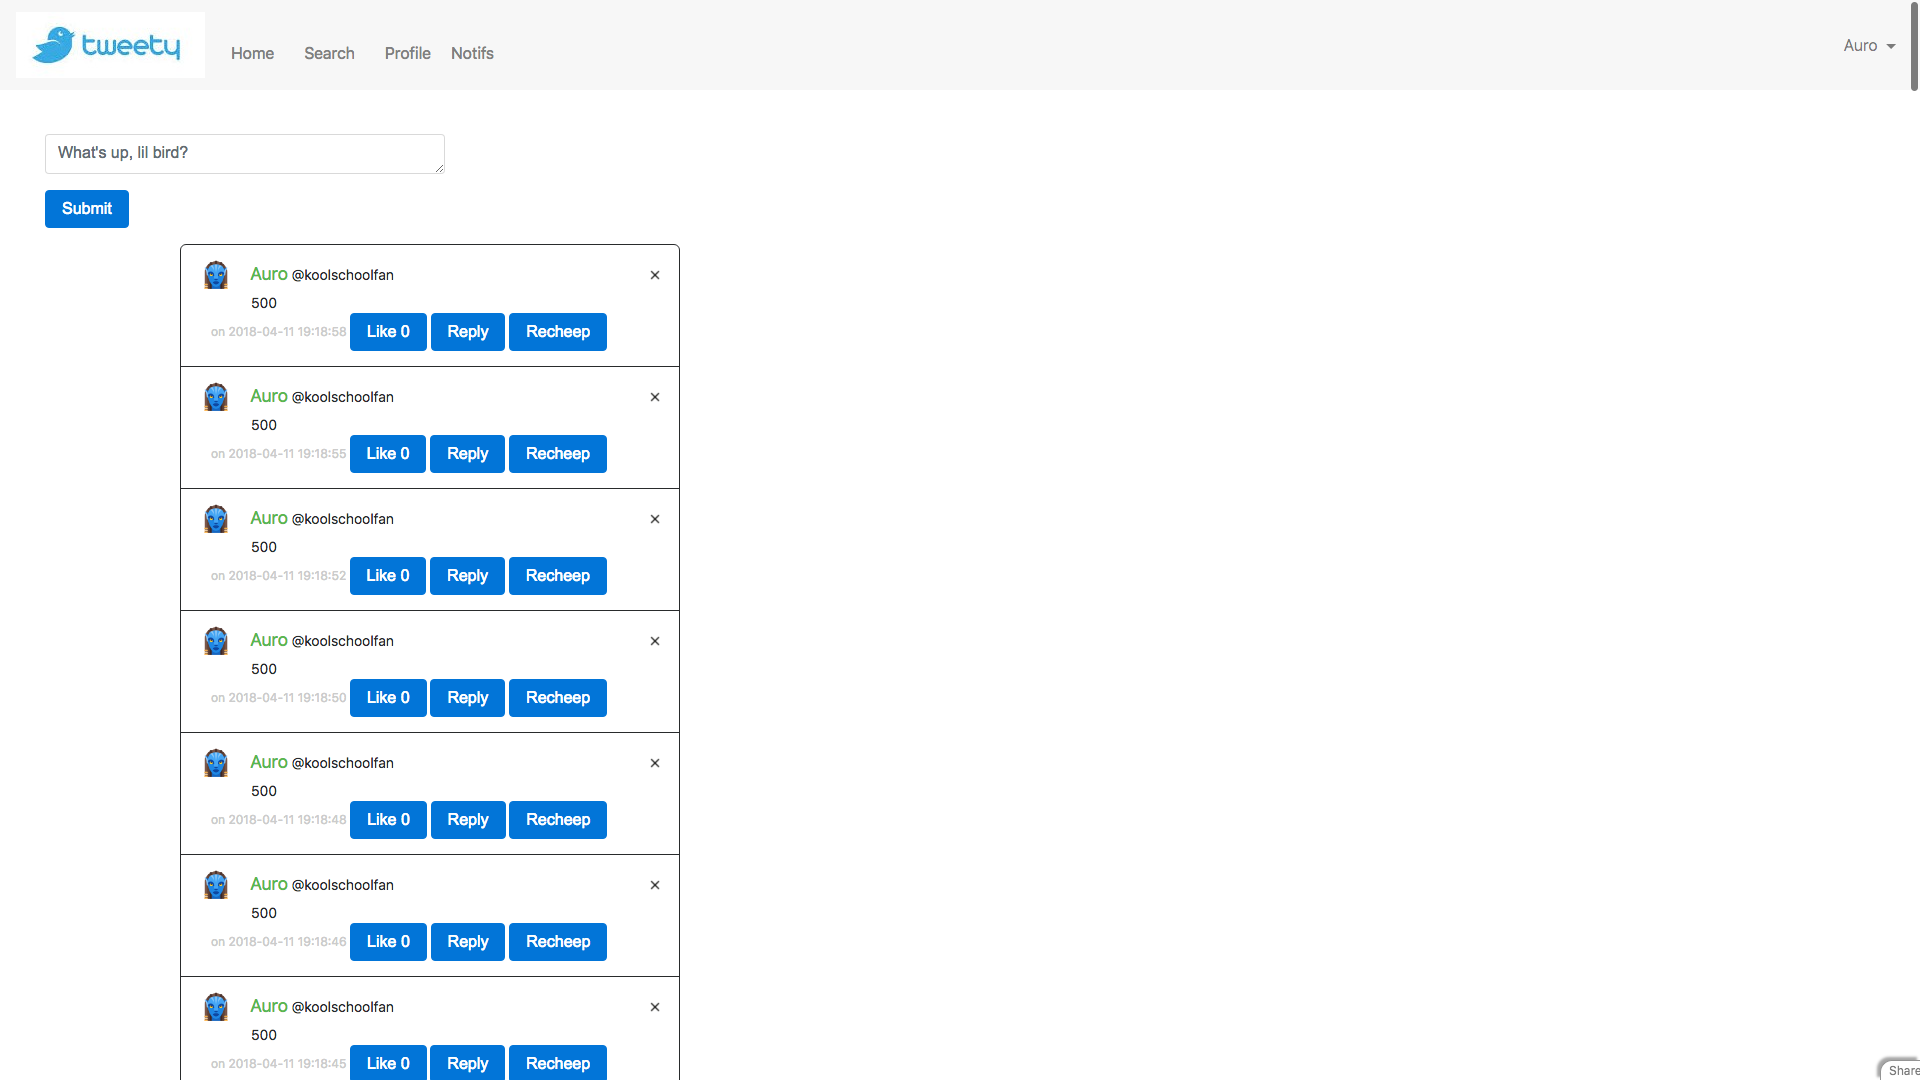 tweety Home Search Profile Notifs Auro
What's up, lil bird?
Submit
Auro @koolschoolfan ×
500
on 2018-04-11 19:18:58 Like 0 Reply Recheep
Auro @koolschoolfan ×
500
on 2018-04-11 19:18:55 Like 0 Reply Recheep
Auro @koolschoolfan ×
500
on 2018-04-11 19:18:52 Like 0 Reply Recheep
Auro @koolschoolfan ×
500
on 2018-04-11 19:18:50 Like 0 Reply Recheep
Auro @koolschoolfan ×
500
on 2018-04-11 19:18:48 Like 0 Reply Recheep
Auro @koolschoolfan ×
500
on 2018-04-11 19:18:46 Like 0 Reply Recheep
Auro @koolschoolfan ×
500
on 2018-04-11 19:18:45 Like 0 Reply Recheep
Share